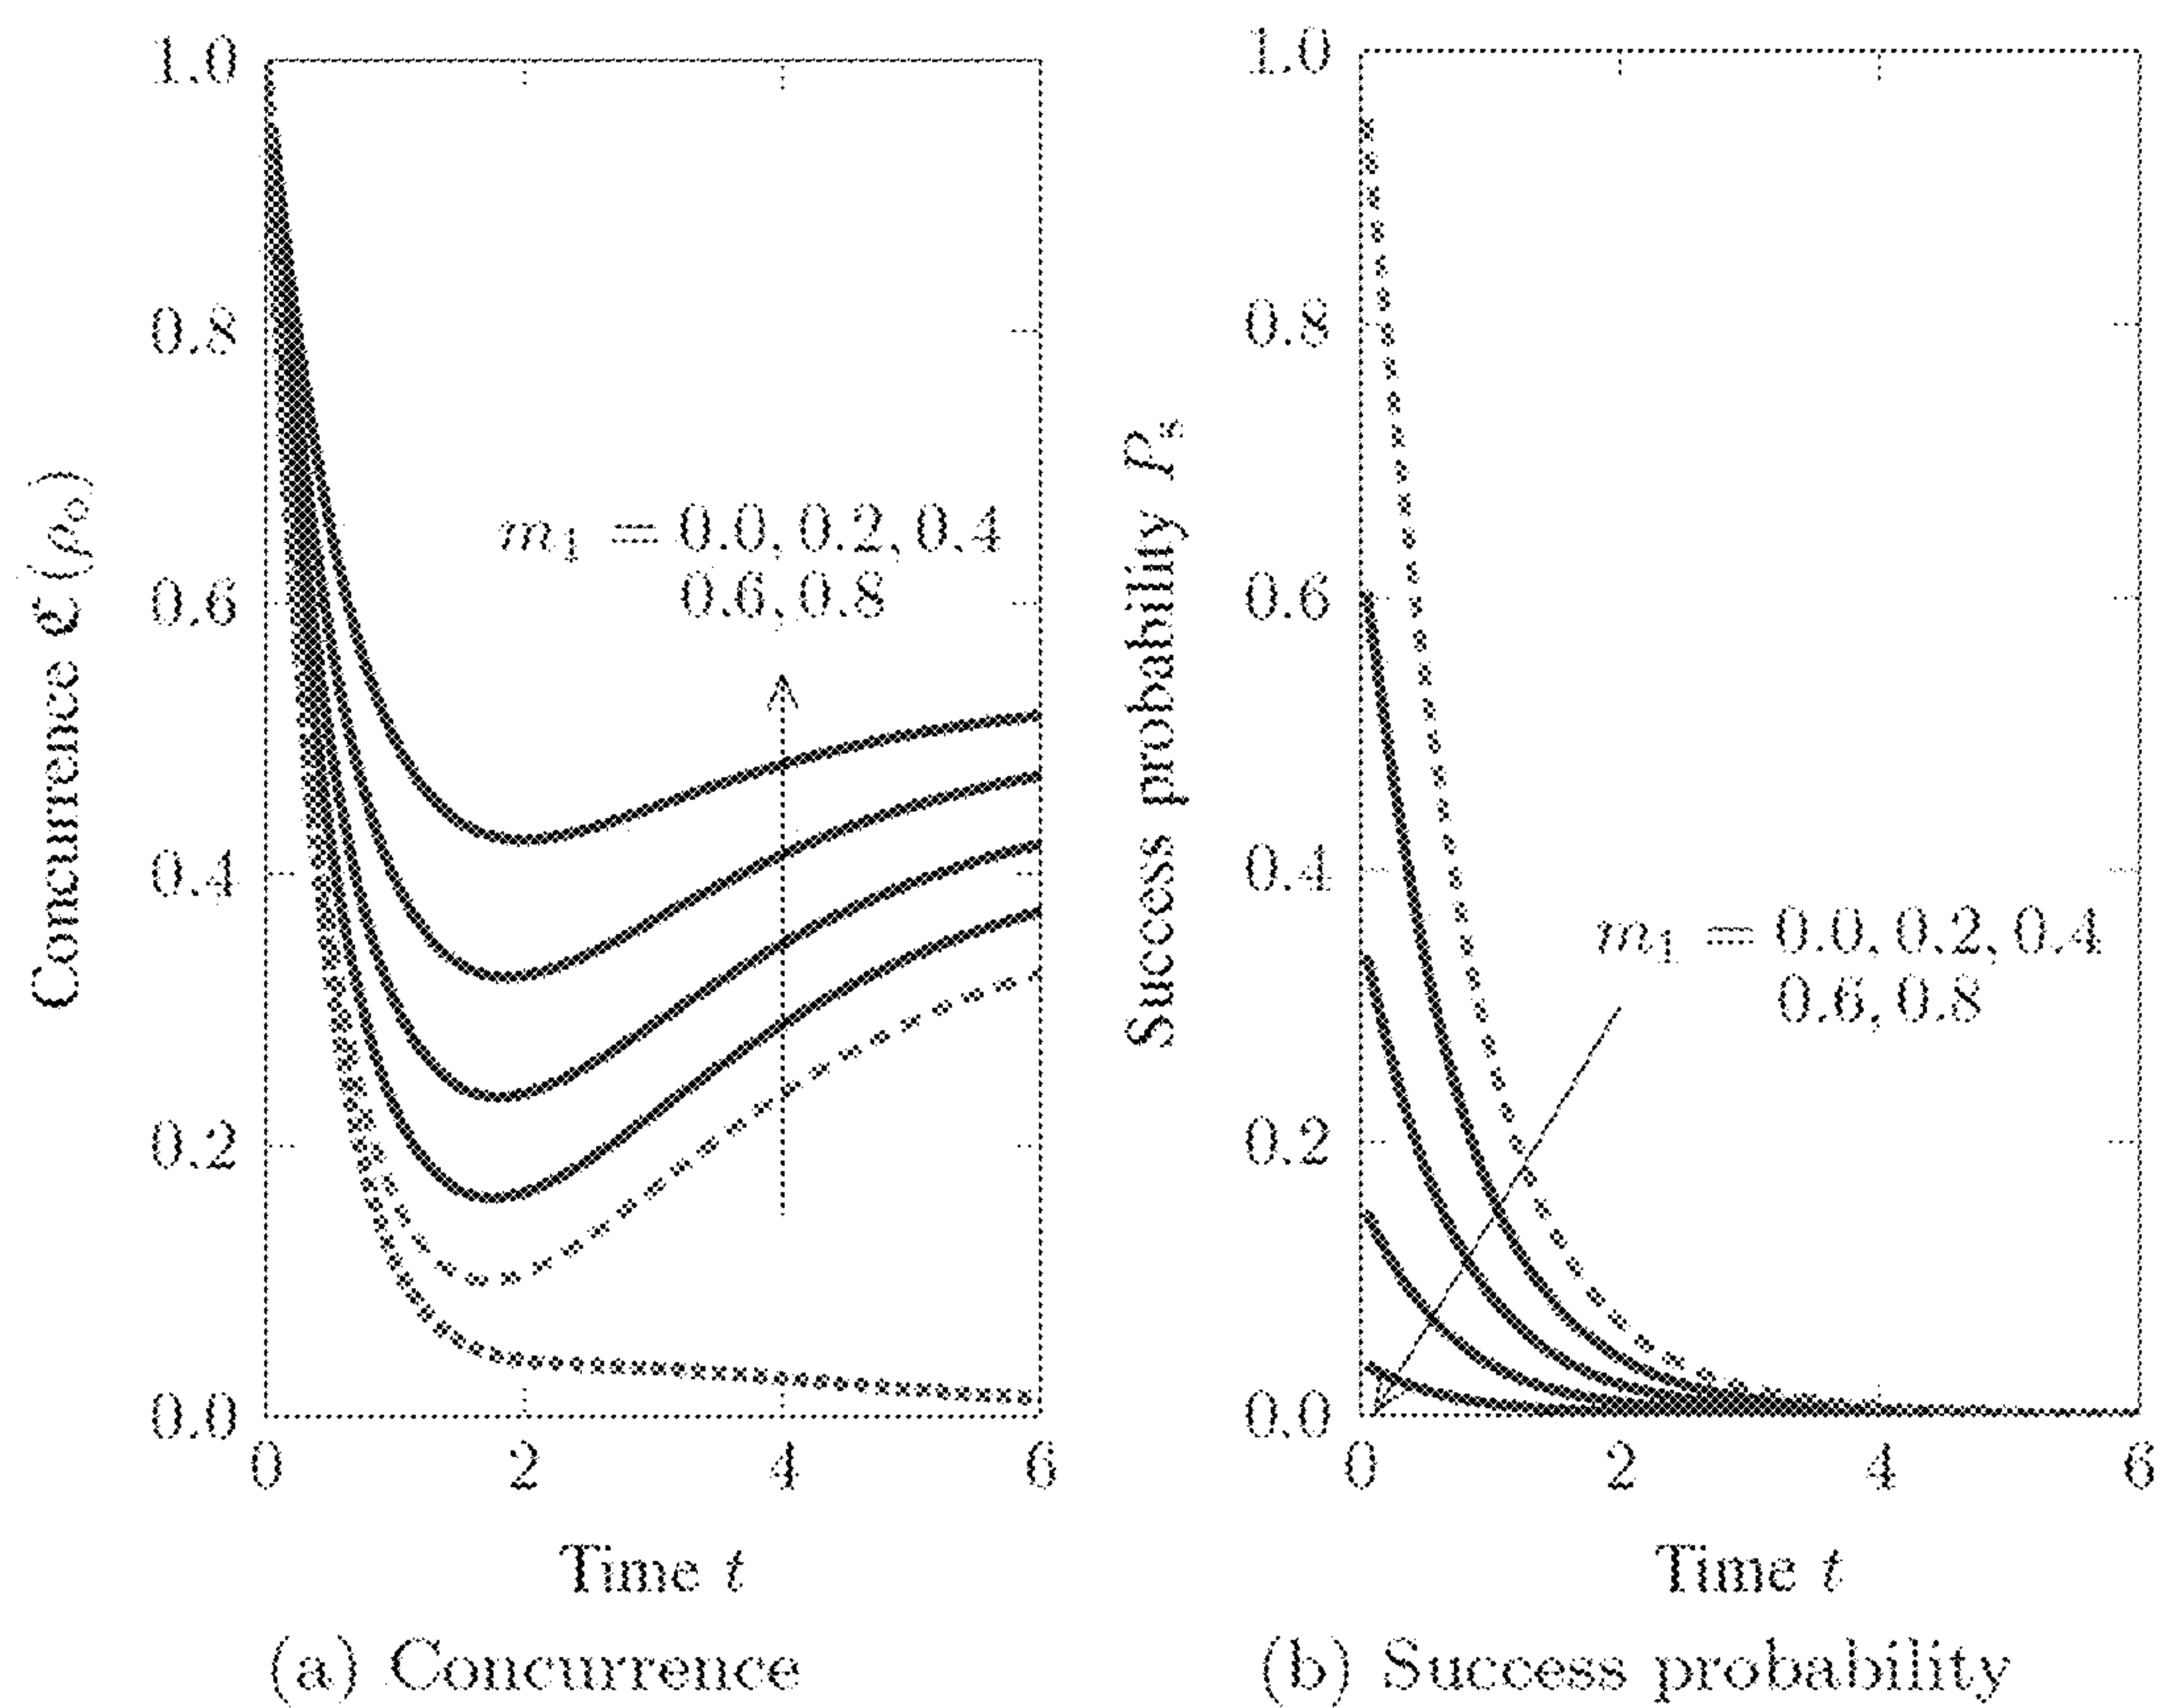 Concurrence 𝒞(ρₒ)
1.0
0.8
0.6
0.4
0.2
0.0
m₁ = 0.0, 0.2, 0.4
0.6, 0.8
0 2 4 6
Time t
(a) Concurrence
Success probability Pₛ
1.0
0.8
0.6
0.4
0.2
0.0
m₁ = 0.0, 0.2, 0.4
0.6, 0.8
0 2 4 6
Time t
(b) Success probability